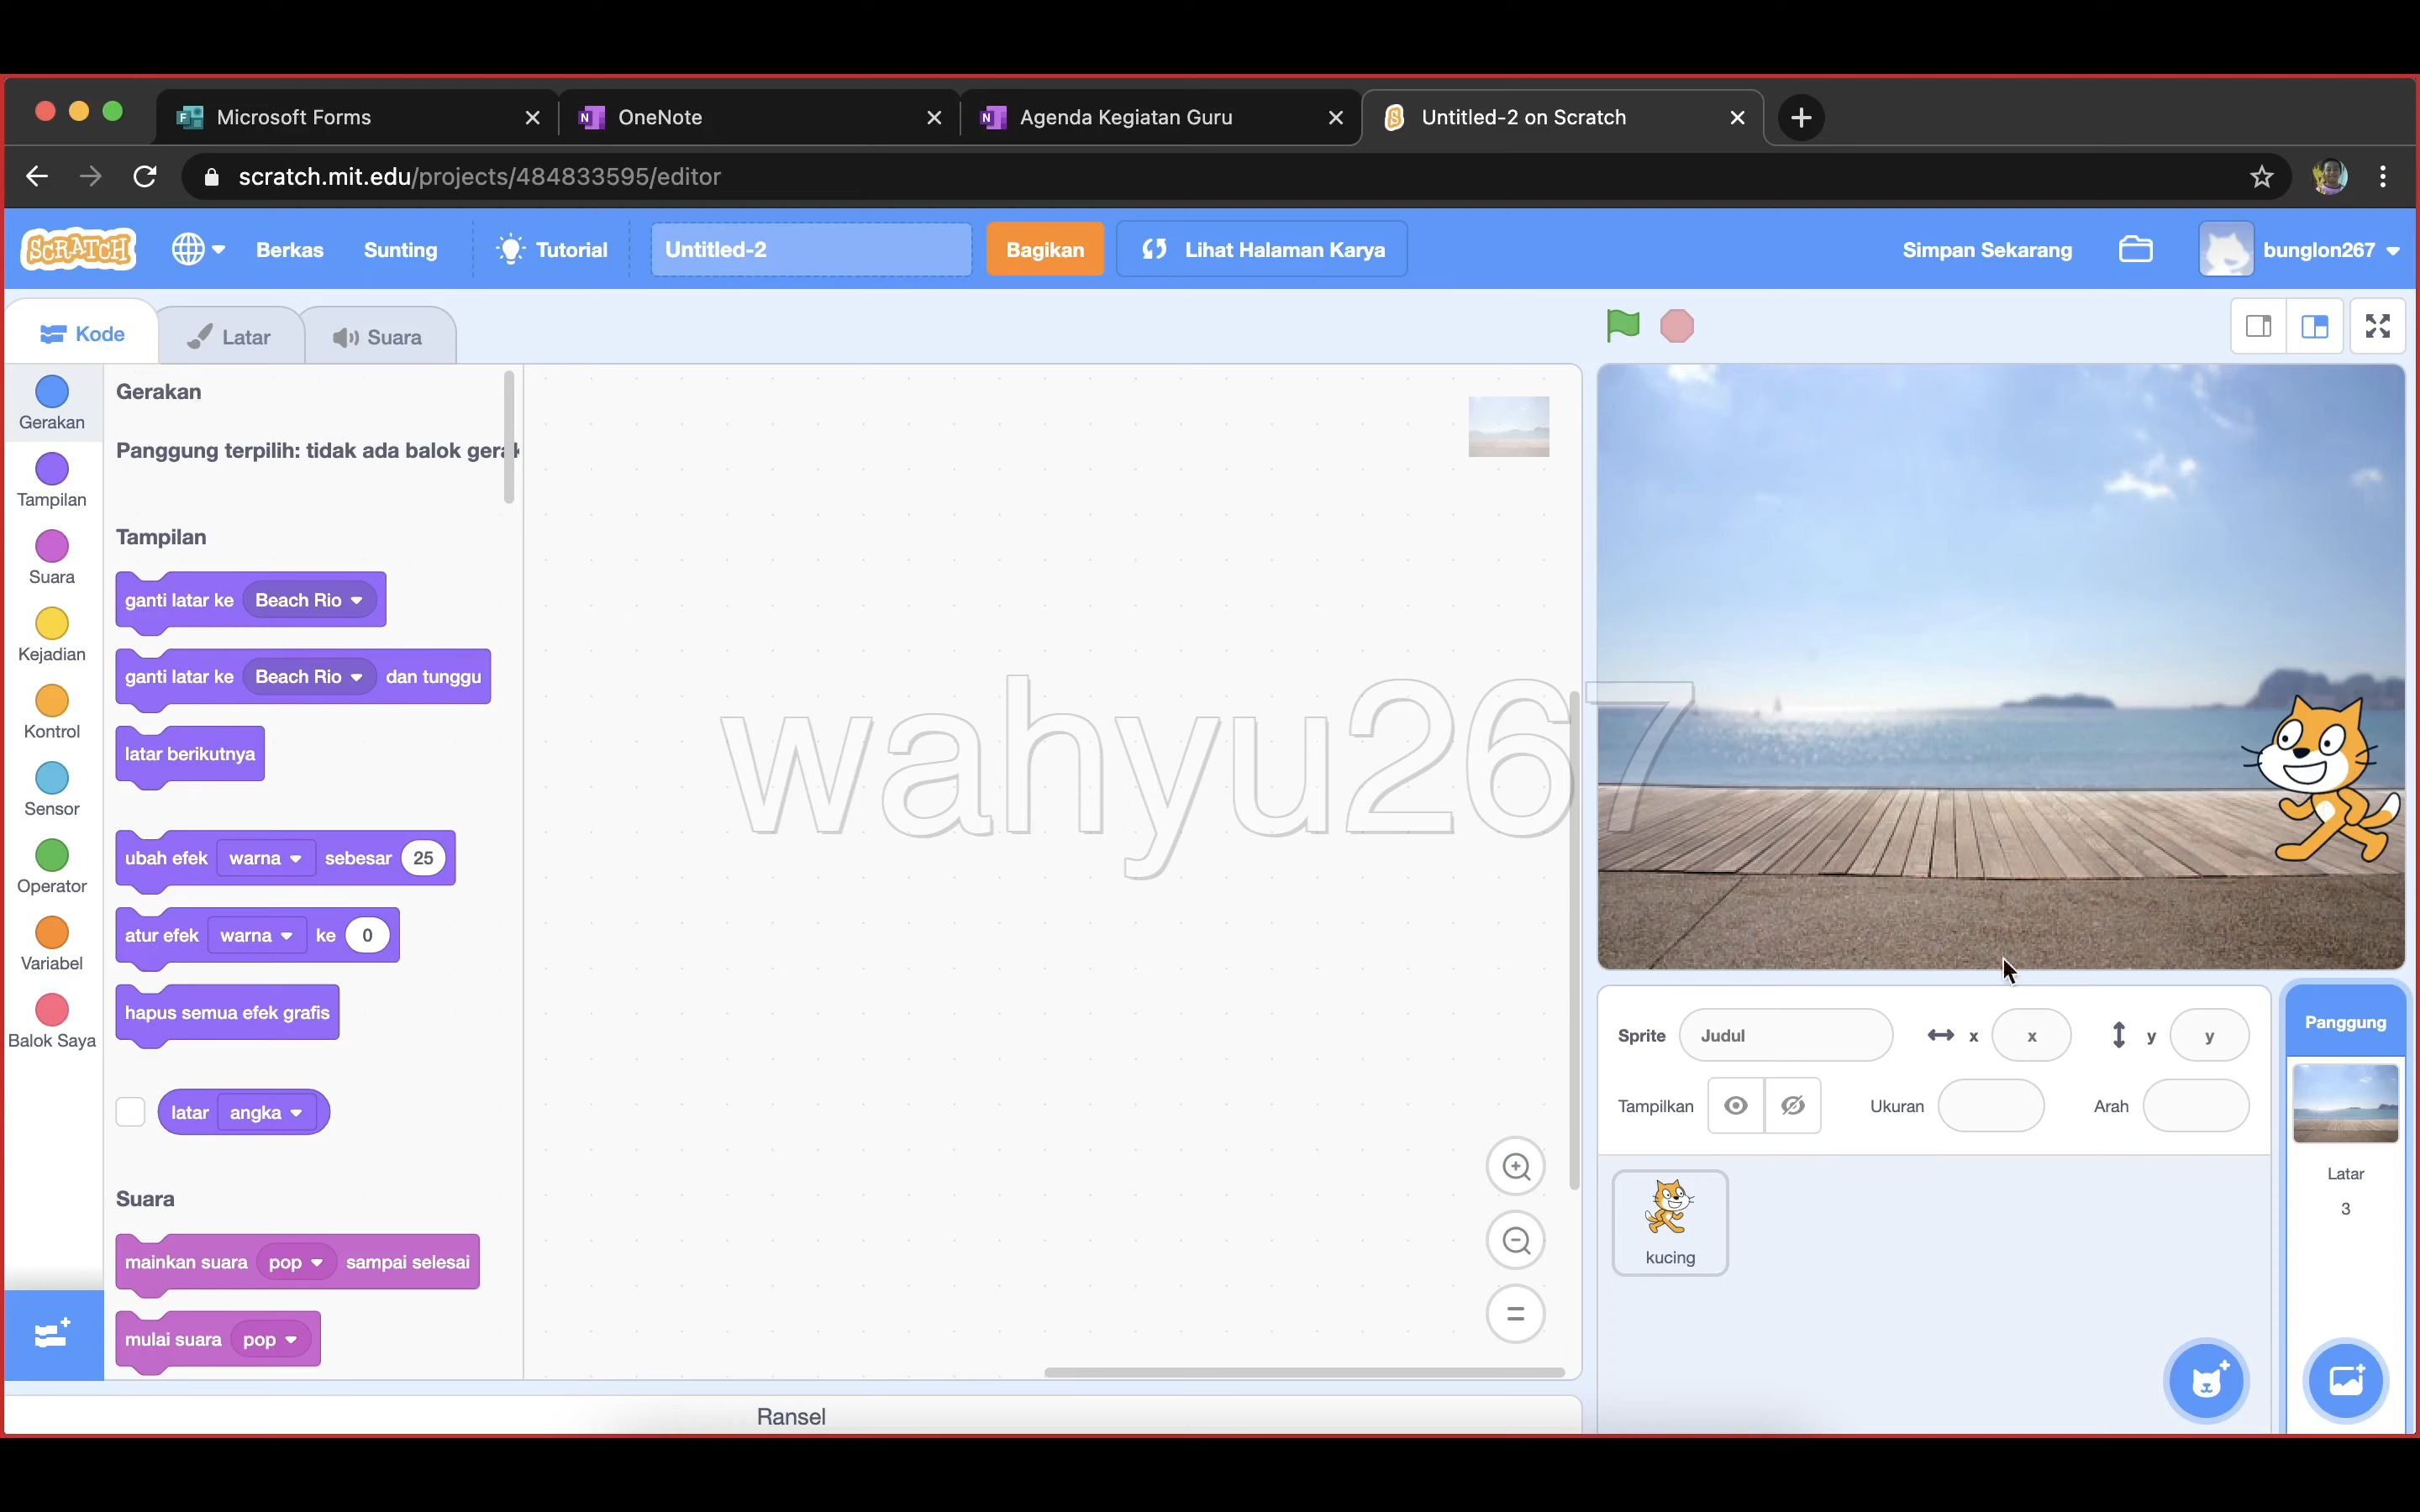 Microsoft Forms
OneNote
Agenda Kegiatan Guru
Untitled-2 on Scratch
scratch.mit.edu/projects/484833595/editor
SCRATCH
Berkas
Sunting
Tutorial
Untitled-2
Bagikan
Lihat Halaman Karya
Simpan Sekarang
bunglon267
Kode
Latar
Suara
Gerakan
Tampilan
Suara
Kejadian
Kontrol
Sensor
Operator
Variabel
Balok Saya
Gerakan
Panggung terpilih: tidak ada balok
Tampilan
ganti latar ke Beach Rio
ganti latar ke Beach Rio dan tunggu
latar berikutnya
ubah efek warna sebesar 25
atur efek warna ke 0
hapus semua efek grafis
latar angka
Suara
mainkan suara pop sampai selesai
mulai suara pop
wahyu267
Ransel
Sprite Judul x x y y
Tampilkan Ukuran Arah
kucing
Panggung
Latar
3